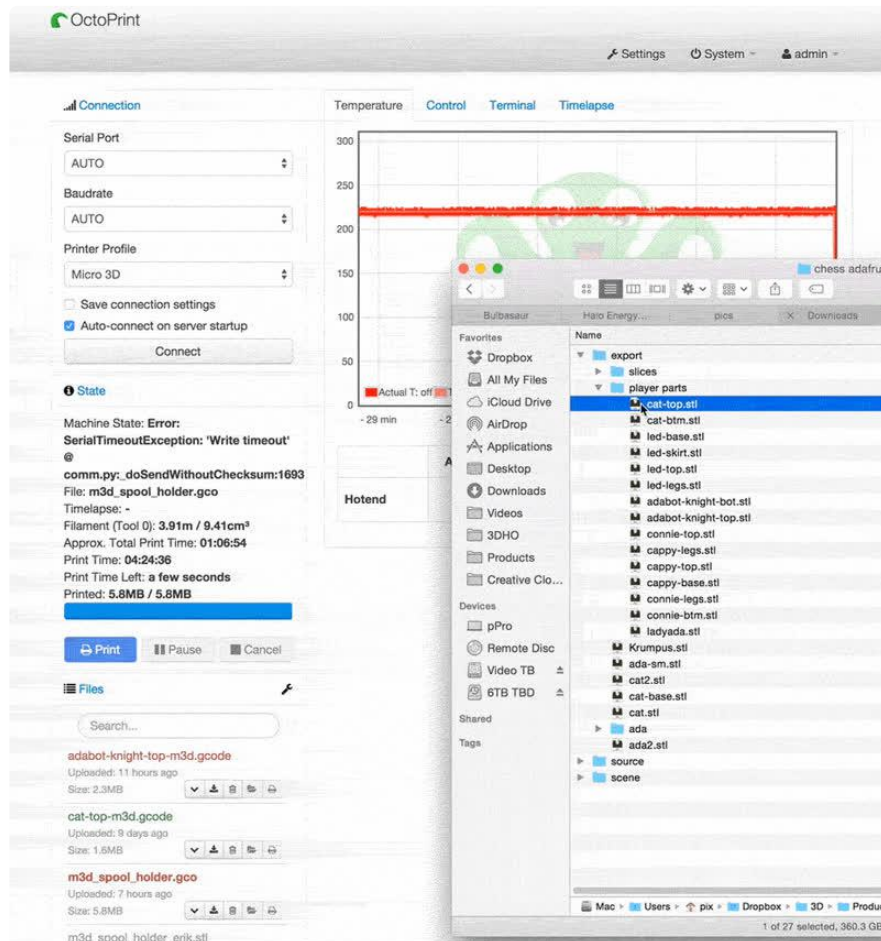 OctoPrint
Settings System admin
Connection
Serial Port
AUTO
Baudrate
AUTO
Printer Profile
Micro 3D
Save connection settings
Auto-connect on server startup
Connect
State
Machine State: Error:
SerialTimeoutException: 'Write timeout'
@
comm.py:_doSendWithoutChecksum:1693
File: m3d_spool_holder.gco
Timelapse: -
Filament (Tool 0): 3.91m / 9.41cm³
Approx. Total Print Time: 01:06:54
Print Time: 04:24:36
Print Time Left: a few seconds
Printed: 5.8MB / 5.8MB
Print Pause Cancel
Files
Search...
adabot-knight-top-m3d.gcode
Uploaded: 11 hours ago
Size: 2.3MB
cat-top-m3d.gcode
Uploaded: 9 days ago
Size: 1.6MB
m3d_spool_holder.gco
Uploaded: 7 hours ago
Size: 5.8MB
m3d_spool_holder_erik.stl
Temperature Control Terminal Timelapse
300
250
200
150
100
50
0
Actual T: off T
- 29 min - 2
A
Hotend
chess adafru
Bulbasaur Halo Energy... pics Downloads
Favorites
Dropbox
All My Files
iCloud Drive
AirDrop
Applications
Desktop
Downloads
Videos
3DHO
Products
Creative Clo...
Devices
pPro
Remote Disc
Video TB
6TB TBD
Shared
Tags
Name
export
slices
player parts
cat-top.stl
cat-btm.stl
led-base.stl
led-skirt.stl
led-top.stl
led-legs.stl
adabot-knight-bot.stl
adabot-knight-top.stl
connie-top.stl
cappy-legs.stl
cappy-top.stl
cappy-base.stl
connie-legs.stl
connie-btm.stl
ladyada.stl
Krumpus.stl
ada-sm.stl
cat2.stl
cat-base.stl
cat.stl
ada
ada2.stl
source
scene
Mac Users pix Dropbox 3D Produ
1 of 27 selected, 360.3 GB